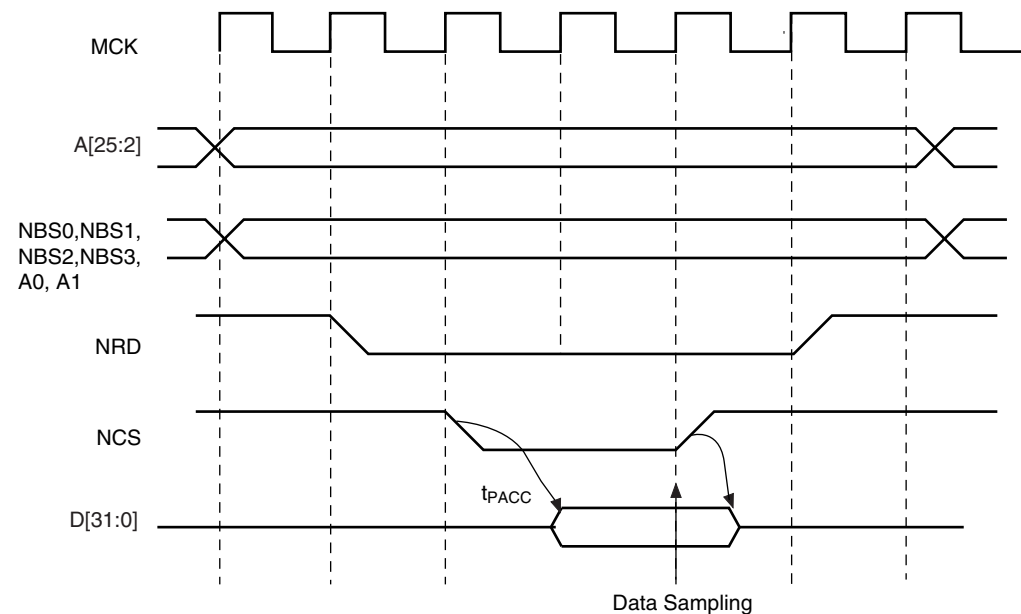 MCK
A[25:2]
NBS0,NBS1,
NBS2,NBS3,
A0, A1
NRD
NCS
tPACC
D[31:0]
Data Sampling